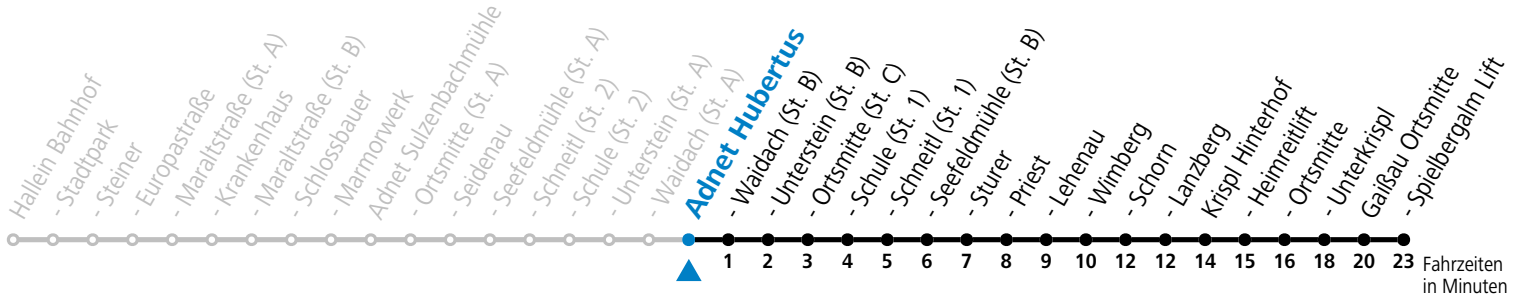 Hallein Bahnhof
- Stadtpark
- Steiner
- Europastraße
- Maraltstraße (St. A)
- Krankenhaus
- Maraltstraße (St. B)
- Schlossbauer
- Marmorwerk
Adnet Sulzenbachmühle
- Ortsmitte (St. A)
- Seidenau
- Seefeldmühle (St. A)
- Schneitl (St. 2)
- Schule (St. 2)
- Unterstein (St. A)
- Waidach (St. A)
Adnet Hubertus
- Waidach (St. B)
- Unterstein (St. B)
- Ortsmitte (St. C)
- Schule (St. 1)
- Schneitl (St. 1)
- Seefeldmühle (St. B)
- Sturer
- Priest
- Lehenau
- Wimberg
- Schorn
- Lanzberg
Krispl Hinterhof
- Heimreitlift
- Ortsmitte
- Unterkrispl
Gaißau Ortsmitte
- Spielbergalm Lift
1 2 3 4 5 6 7 8 9 10 12 12 14 15 16 18 20 23 Fahrzeiten
in Minuten